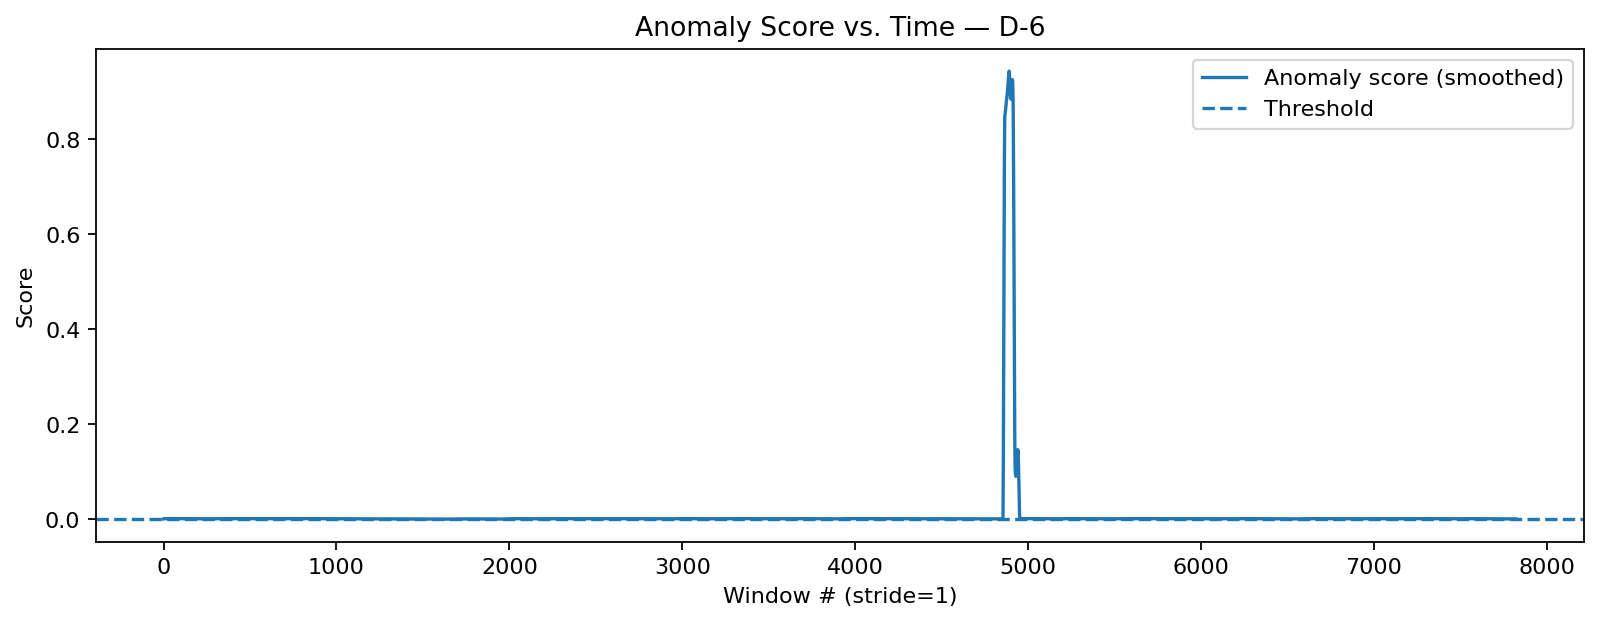 Anomaly Score vs. Time — D-6
Anomaly score (smoothed)
Threshold
Score
0.8
0.6
0.4
0.2
0.0
0 1000 2000 3000 4000 5000 6000 7000 8000
Window # (stride=1)